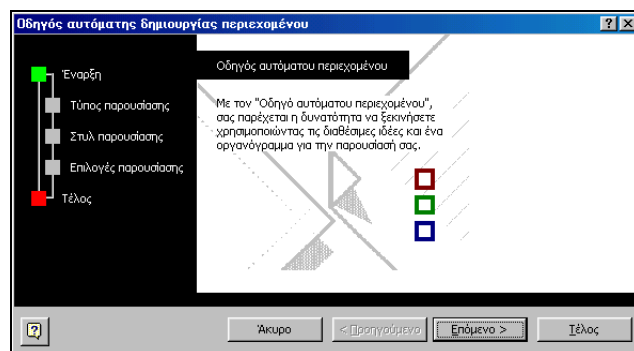 Οδηγός αυτόματης δημιουργίας περιεχομένου
Έναρξη
Τύπος παρουσίασης
Στυλ παρουσίασης
Επιλογές παρουσίασης
Τέλος
Οδηγός αυτόματου περιεχομένου
Με τον "Οδηγό αυτόματου περιεχομένου",
σας παρέχεται η δυνατότητα να ξεκινήσετε
χρησιμοποιώντας τις διαθέσιμες ιδέες και ένα
οργανόγραμμα για την παρουσίασή σας.
Άκυρο
< Προηγούμενο
Επόμενο >
Τέλος